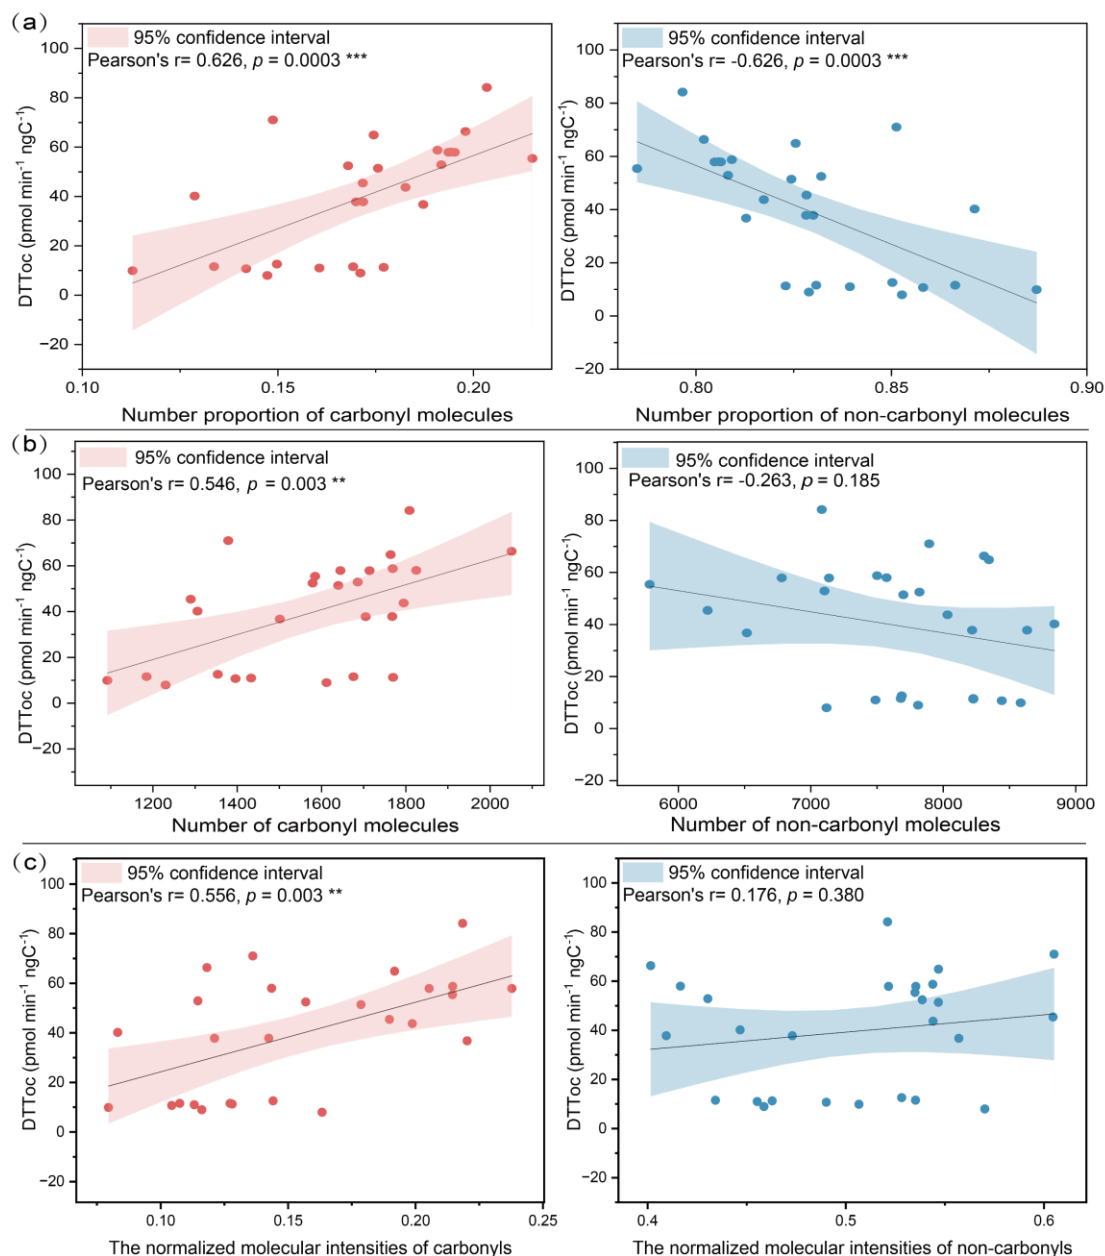 (a)
95% confidence interval
Pearson's r= 0.626, p = 0.0003 ***
100
80
60
40
20
0
−20
DTToc (pmol min⁻¹ ngC⁻¹)
0.10
0.15
0.20
Number proportion of carbonyl molecules
95% confidence interval
Pearson's r= -0.626, p = 0.0003 ***
100
80
60
40
20
0
−20
DTToc (pmol min⁻¹ ngC⁻¹)
0.80
0.85
0.90
Number proportion of non-carbonyl molecules
(b)
95% confidence interval
Pearson's r= 0.546, p = 0.003 **
100
80
60
40
20
0
−20
DTToc (pmol min⁻¹ ngC⁻¹)
1200
1400
1600
1800
2000
Number of carbonyl molecules
95% confidence interval
Pearson's r= -0.263, p = 0.185
100
80
60
40
20
0
−20
DTToc (pmol min⁻¹ ngC⁻¹)
6000
7000
8000
9000
Number of non-carbonyl molecules
(c)
95% confidence interval
Pearson's r= 0.556, p = 0.003 **
100
80
60
40
20
0
−20
DTToc (pmol min⁻¹ ngC⁻¹)
0.10
0.15
0.20
0.25
The normalized molecular intensities of carbonyls
95% confidence interval
Pearson's r= 0.176, p = 0.380
100
80
60
40
20
0
−20
DTToc (pmol min⁻¹ ngC⁻¹)
0.4
0.5
0.6
The normalized molecular intensities of non-carbonyls